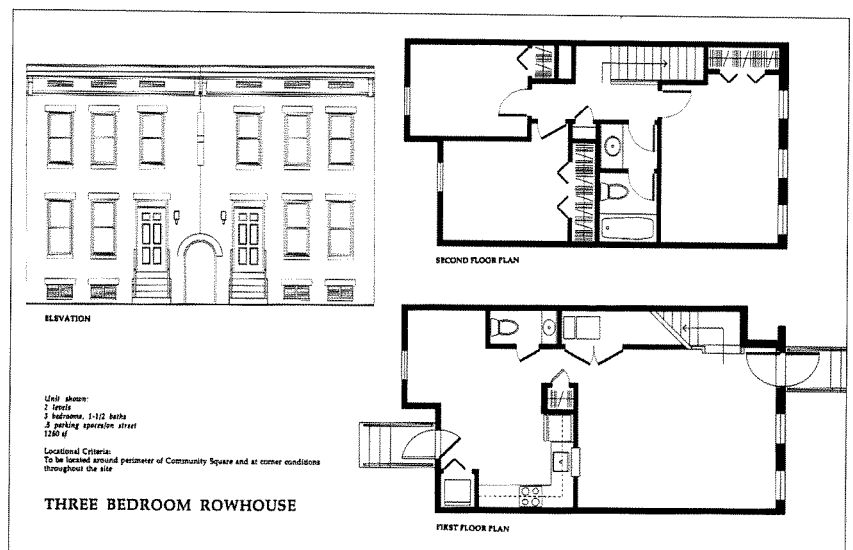 SECOND FLOOR PLAN
ELEVATION
Unit shown:
2 levels
3 bedrooms, 1-1/2 baths
.5 parking spaces/on street
1260 sf
Locational Criteria:
To be located around perimeter of Community Square and at corner conditions
throughout the site
THREE BEDROOM ROWHOUSE
FIRST FLOOR PLAN